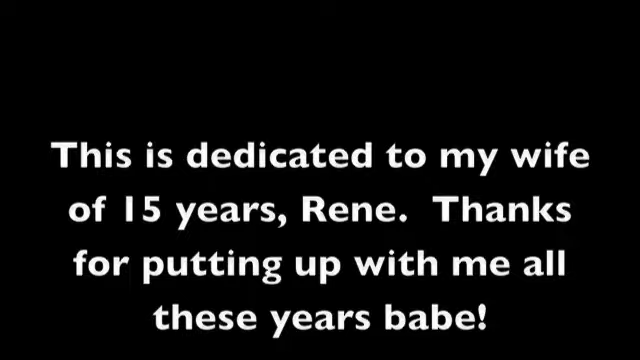 This is dedicated to my wife
of 15 years, Rene.  Thanks
for putting up with me all
these years babe!